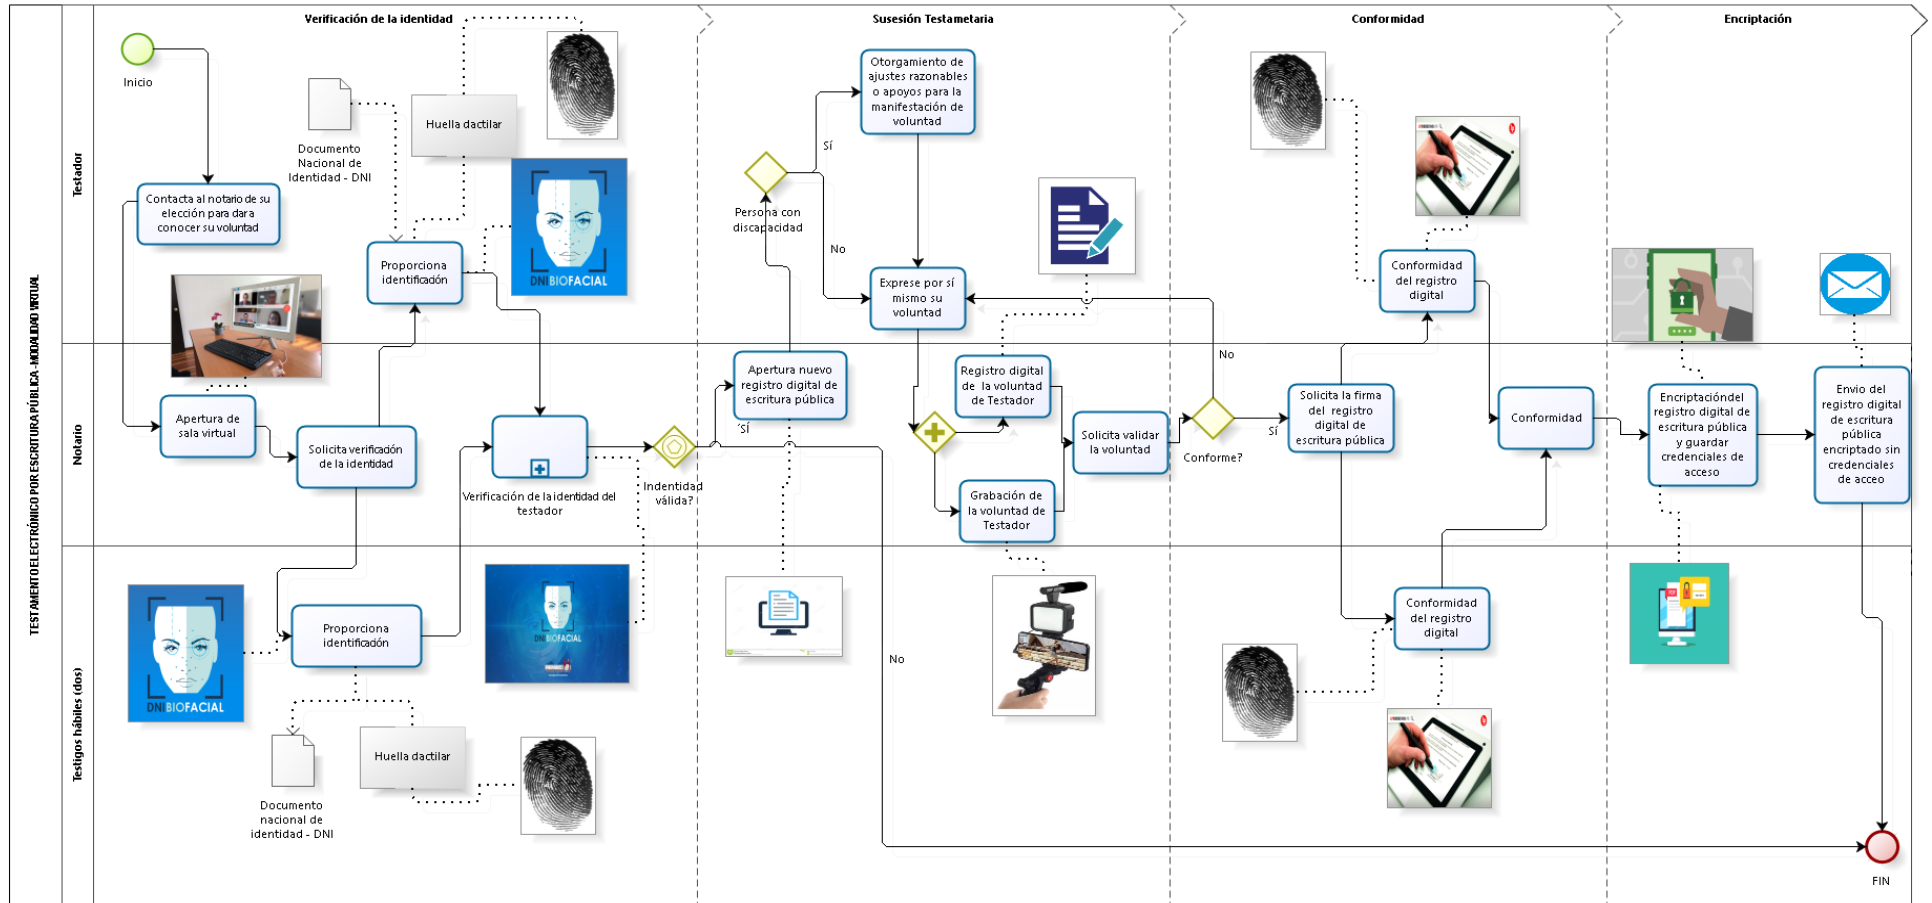 TESTAMENTO ELECTRÓNICO POR ESCRITURA PÚBLICA - MODALIDAD VIRTUAL
Verificación de la identidad
Susesión Testametaria
Conformidad
Encriptación
Testador
Inicio
Documento
Nacional de
Identidad - DNI
Huella dactilar
Contacta al notario de su
elección para dar a
conocer su voluntad
Proporciona
identificación
DNIBIOFACIAL
Otorgamiento de
ajustes razonables
o apoyos para la
manifestación de
voluntad
Sí
Persona con
discapacidad
No
Exprese por sí
mismo su
voluntad
Conformidad
del registro
digital
Notario
Apertura de
sala virtual
Solicita verificación
de la identidad
Verificación de la identidad del
testador
Indentidad
válida?
Apertura nuevo
registro digital de
escritura pública
'SÍ
Registro digital
de la voluntad
de Testador
Grabación de
la voluntad de
Testador
Solicita validar
la voluntad
No
Conforme?
Sí
Solicita la firma
del registro
digital de
escritura pública
Conformidad
Encriptacióndel
registro digital de
escritura pública
y guardar
credenciales de
acceso
Envio del
registro digital
de escritura
pública
encriptado sin
credenciales
de acceo
Testigos hábiles (dos)
DNIBIOFACIAL
Proporciona
identificación
DNIBIOFACIAL
Documento
nacional de
identidad - DNI
Huella dactilar
No
Conformidad
del registro
digital
FIN